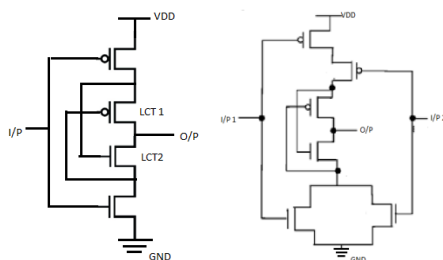 VDD
LCT 1
I/P
O/P
LCT2
GND
VDD
I/P 1
I/P 2
O/P
GND